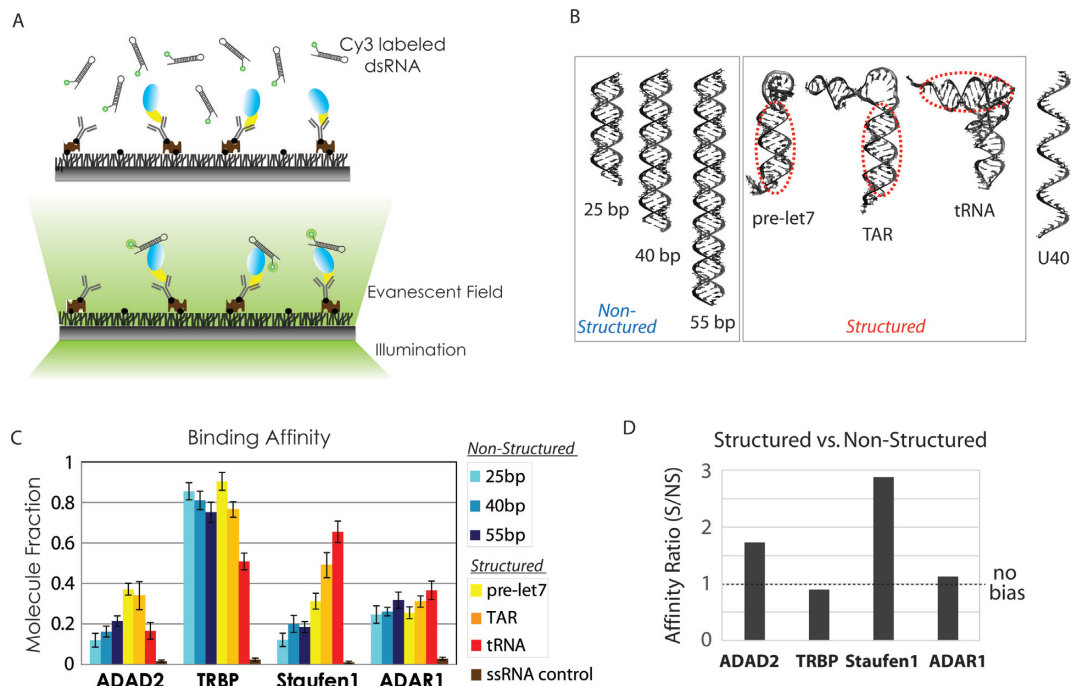 A
Cy3 labeled
dsRNA
Evanescent Field
Illumination
B
25 bp
40 bp
55 bp
Non-
Structured
pre-let7
TAR
tRNA
Structured
U40
C
Binding Affinity
Molecule Fraction
1
0.8
0.6
0.4
0.2
0
ADAD2
TRBP
Staufen1
ADAR1
Non-Structured
25bp
40bp
55bp
Structured
pre-let7
TAR
tRNA
ssRNA control
D
Structured vs. Non-Structured
Affinity Ratio (S/NS)
3
2
1
0
no
bias
ADAD2
TRBP
Staufen1
ADAR1